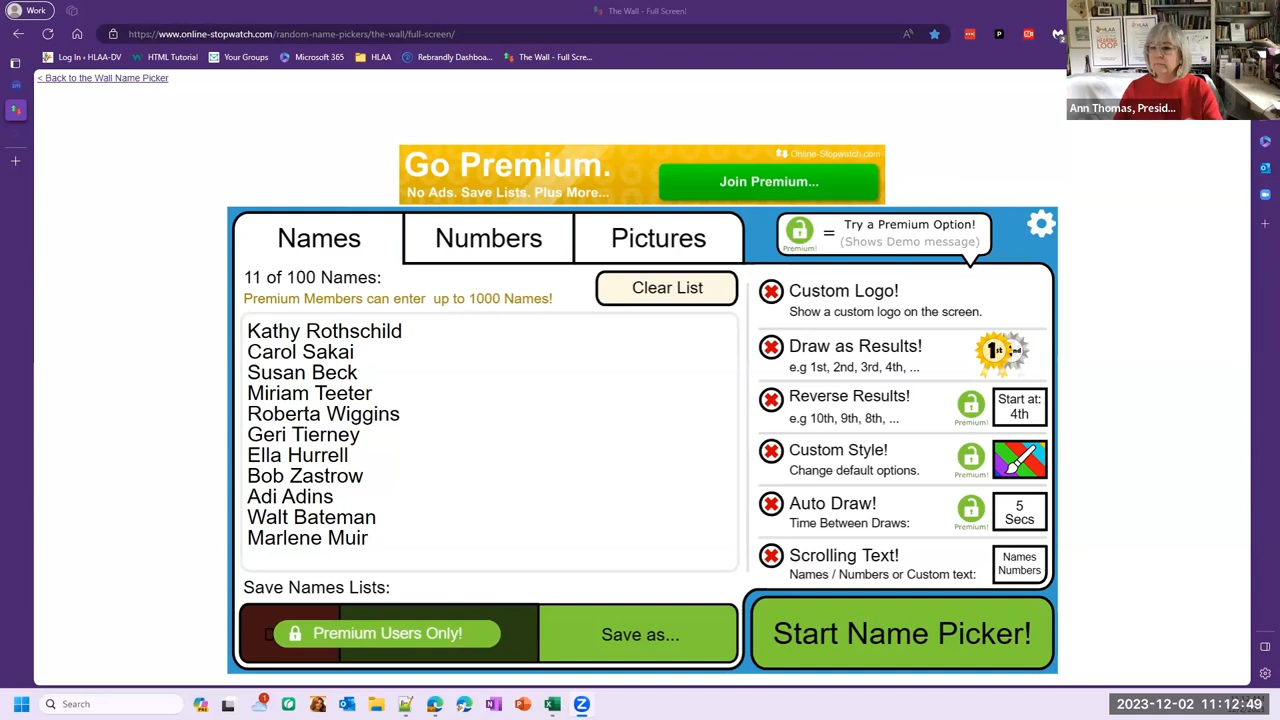 Work
The Wall - Full Screen!
https://www.online-stopwatch.com/random-name-pickers/the-wall/full-screen/
Log In ‹ HLAA-DV
HTML Tutorial
Your Groups
Microsoft 365
HLAA
Rebrandly Dashboa...
The Wall - Full Scre...
< Back to the Wall Name Picker
HEARING
LOOP
Ann Thomas, Presid...
Go Premium.
No Ads. Save Lists. Plus More...
Online-Stopwatch.com
Join Premium...
Names
Numbers
Pictures
Premium!
=
Try a Premium Option!
(Shows Demo message)
11 of 100 Names:
Premium Members can enter up to 1000 Names!
Clear List
Kathy Rothschild
Carol Sakai
Susan Beck
Miriam Teeter
Roberta Wiggins
Geri Tierney
Ella Hurrell
Bob Zastrow
Adi Adins
Walt Bateman
Marlene Muir
Custom Logo!
Show a custom logo on the screen.
Draw as Results!
e.g 1st, 2nd, 3rd, 4th, ...
1st
Reverse Results!
e.g 10th, 9th, 8th, ...
Premium!
Start at:
4th
Custom Style!
Change default options.
Premium!
Auto Draw!
Time Between Draws:
Premium!
5
Secs
Scrolling Text!
Names / Numbers or Custom text:
Names
Numbers
Save Names Lists:
Premium Users Only!
Save as...
Start Name Picker!
Search
2023-12-02 11:12:49